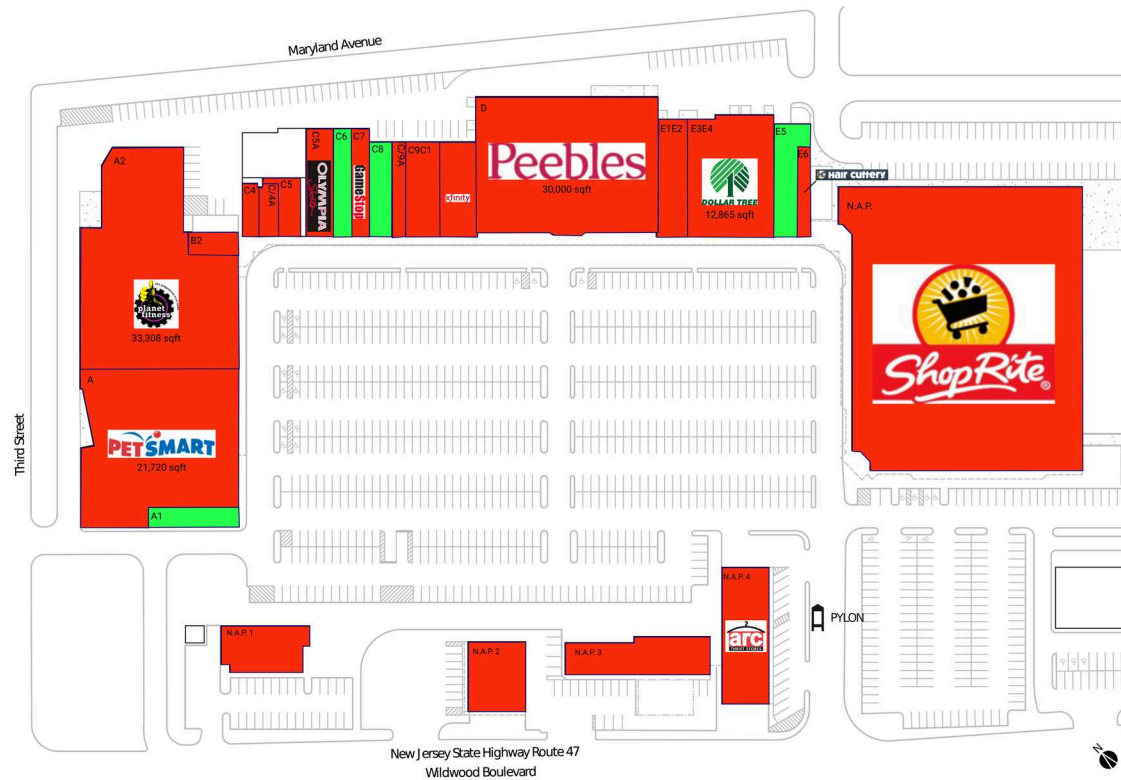 Maryland Avenue
A2
B2
planet
fitness
33,308 sqft
A
PETSMART
21,720 sqft
A1
Third Street
C4
C/4A
C5
C5A
OLYMPIA
C6
C7
GameStop
C8
C/9A
C9C1
xfinity
D
Peebles
30,000 sqft
E1E2
E3E4
DOLLAR TREE
12,865 sqft
E5
E6
Hair Cuttery
N.A.P.
ShopRite®
N.A.P. 1
N.A.P. 2
N.A.P. 3
N.A.P. 4
arc
THRIFT STORES
PYLON
New Jersey State Highway Route 47
Wildwood Boulevard
N